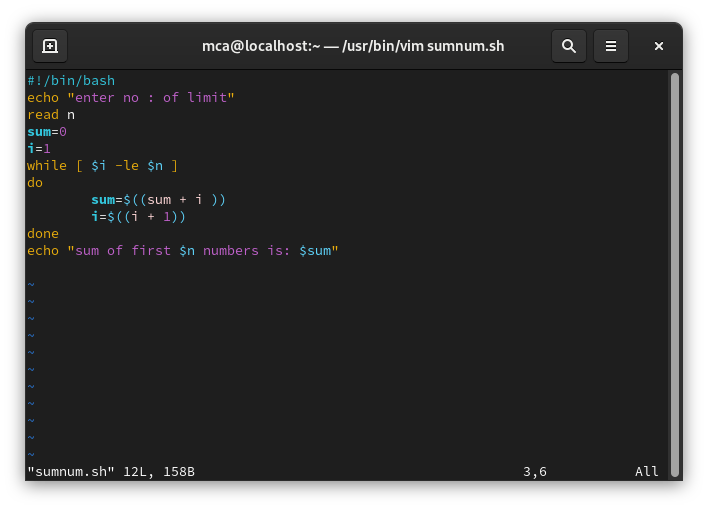 mca@localhost:~ — /usr/bin/vim sumnum.sh
#!/bin/bash
echo "enter no : of limit"
read n
sum=0
i=1
while [ $i -le $n ]
do
        sum=$((sum + i ))
        i=$((i + 1))
done
echo "sum of first $n numbers is: $sum"

~
~
~
~
~
~
~
~
~
~
~
"sumnum.sh" 12L, 158B                                         3,6           All